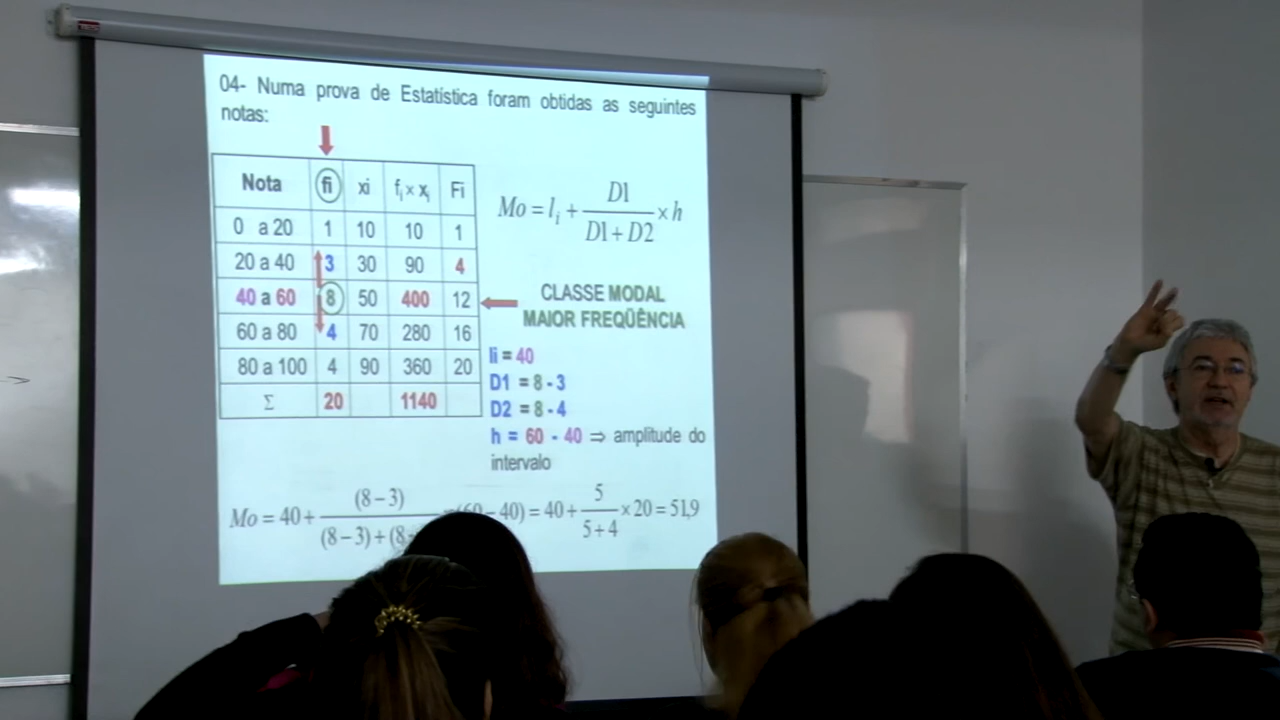 04- Numa prova de Estatística foram obtidas as seguintes
notas:
Nota fi xi fi × xi Fi
0 a 20 1 10 10 1
20 a 40 3 30 90 4
40 a 60 8 50 400 12
60 a 80 4 70 280 16
80 a 100 4 90 360 20
Σ 20 1140
Mo = li + D1 / (D1 + D2) × h
CLASSE MODAL
MAIOR FREQÜÊNCIA
li = 40
D1 = 8 - 3
D2 = 8 - 4
h = 60 - 40 ⇒ amplitude do
intervalo
Mo = 40 + (8 – 3) / (8 – 3) + (8 – 40) = 40 + 5 / (5 + 4) × 20 = 51,9